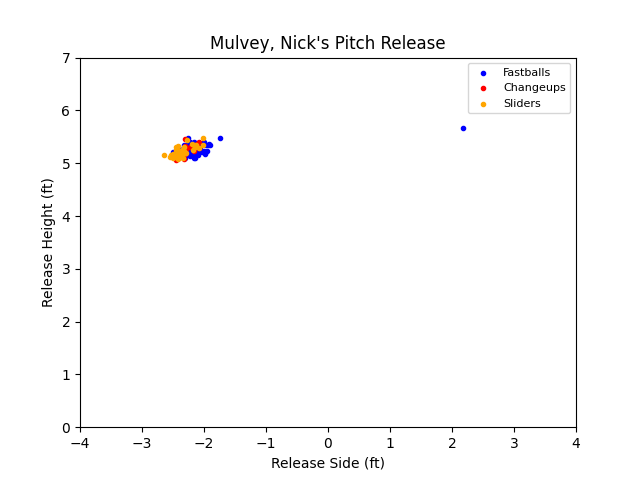 Mulvey, Nick's Pitch Release
Fastballs
Changeups
Sliders
7
6
5
4
3
2
1
0
Release Height (ft)
−4 −3 −2 −1 0 1 2 3 4
Release Side (ft)